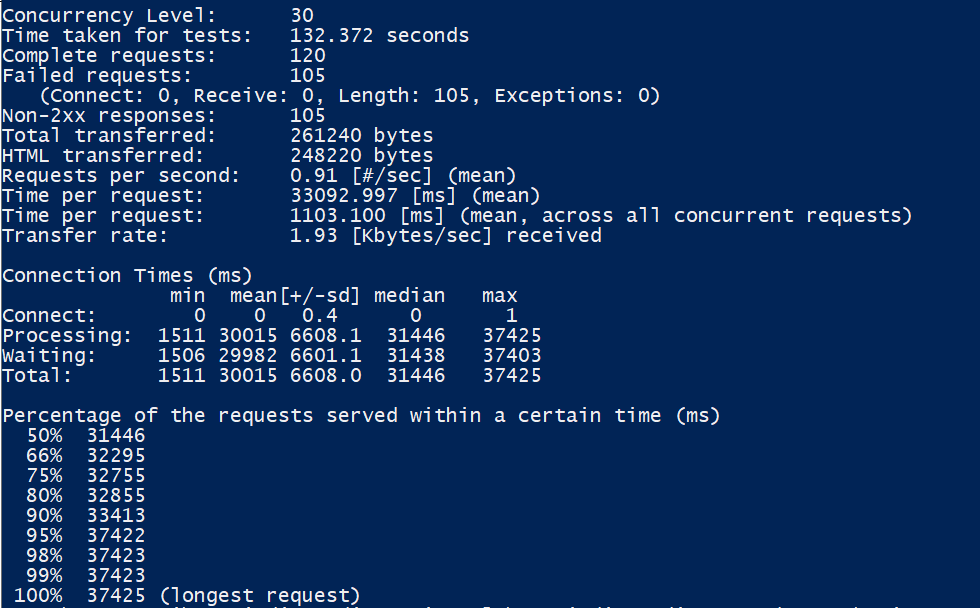 Concurrency Level:      30
Time taken for tests:   132.372 seconds
Complete requests:      120
Failed requests:        105
   (Connect: 0, Receive: 0, Length: 105, Exceptions: 0)
Non-2xx responses:      105
Total transferred:      261240 bytes
HTML transferred:       248220 bytes
Requests per second:    0.91 [#/sec] (mean)
Time per request:       33092.997 [ms] (mean)
Time per request:       1103.100 [ms] (mean, across all concurrent requests)
Transfer rate:          1.93 [Kbytes/sec] received
Connection Times (ms)
              min  mean[+/-sd] median   max
Connect:        0    0   0.4      0       1
Processing:  1511 30015 6608.1  31446   37425
Waiting:     1506 29982 6601.1  31438   37403
Total:       1511 30015 6608.0  31446   37425
Percentage of the requests served within a certain time (ms)
  50%  31446
  66%  32295
  75%  32755
  80%  32855
  90%  33413
  95%  37422
  98%  37423
  99%  37423
 100%  37425 (longest request)